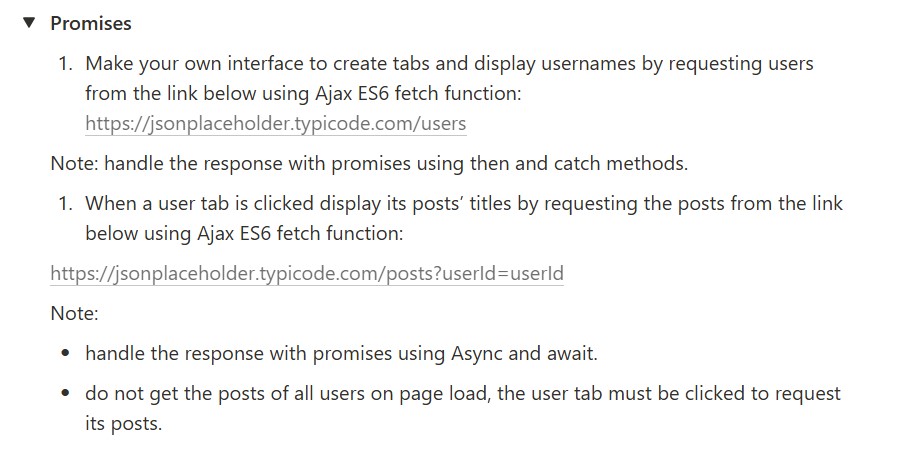 Promises
1. Make your own interface to create tabs and display usernames by requesting users
from the link below using Ajax ES6 fetch function:
https://jsonplaceholder.typicode.com/users
Note: handle the response with promises using then and catch methods.
1. When a user tab is clicked display its posts’ titles by requesting the posts from the link
below using Ajax ES6 fetch function:
https://jsonplaceholder.typicode.com/posts?userId=userId
Note:
• handle the response with promises using Async and await.
• do not get the posts of all users on page load, the user tab must be clicked to request
its posts.